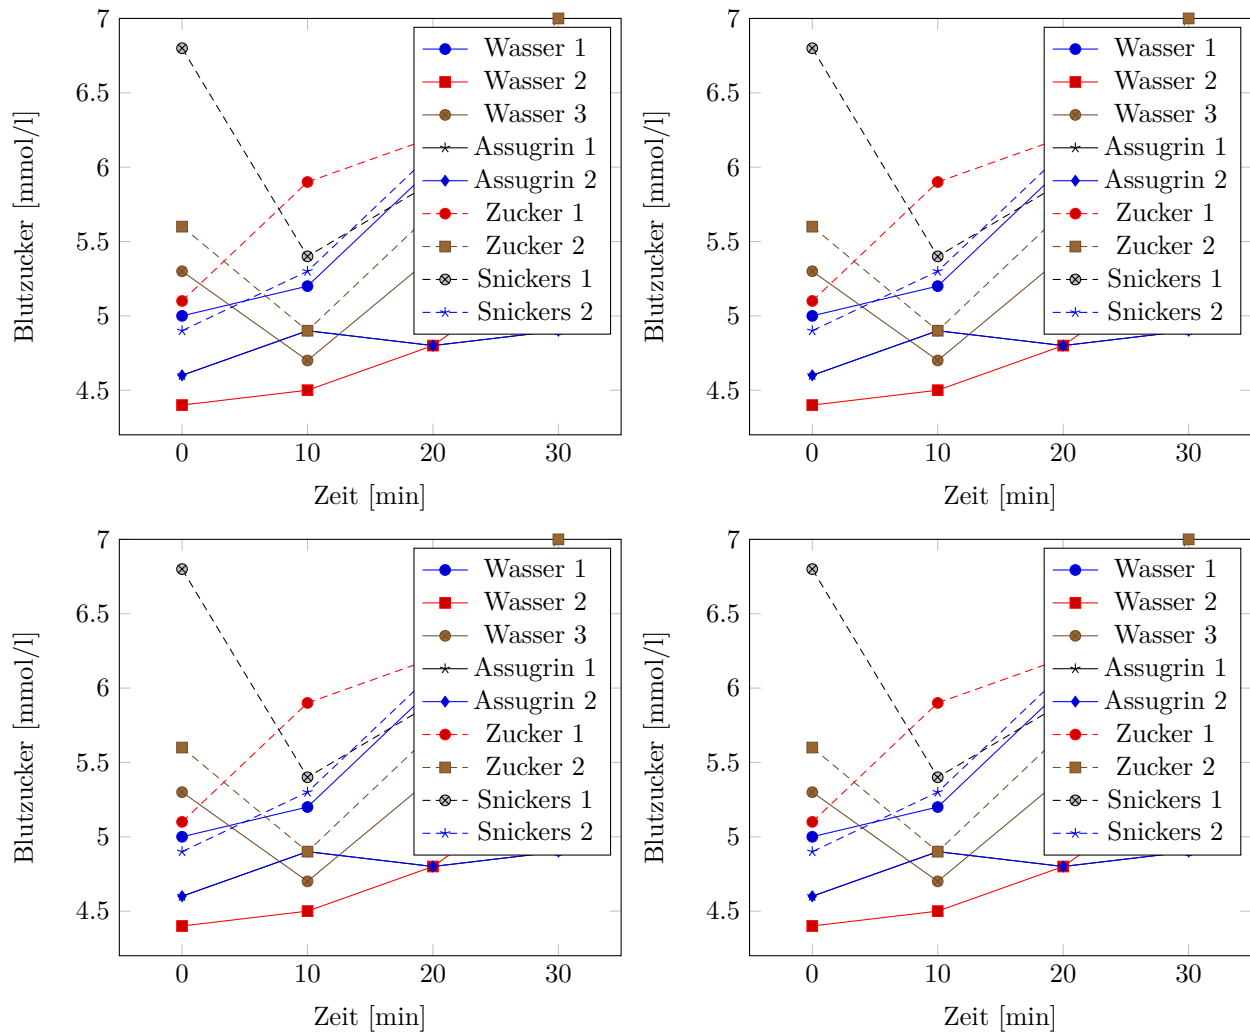 7
6.5
6
5.5
5
4.5
0 10 20 30
Zeit [min]
Blutzucker [mmol/l]
Wasser 1
Wasser 2
Wasser 3
Assugrin 1
Assugrin 2
Zucker 1
Zucker 2
Snickers 1
Snickers 2
7
6.5
6
5.5
5
4.5
0 10 20 30
Zeit [min]
Blutzucker [mmol/l]
Wasser 1
Wasser 2
Wasser 3
Assugrin 1
Assugrin 2
Zucker 1
Zucker 2
Snickers 1
Snickers 2
7
6.5
6
5.5
5
4.5
0 10 20 30
Zeit [min]
Blutzucker [mmol/l]
Wasser 1
Wasser 2
Wasser 3
Assugrin 1
Assugrin 2
Zucker 1
Zucker 2
Snickers 1
Snickers 2
7
6.5
6
5.5
5
4.5
0 10 20 30
Zeit [min]
Blutzucker [mmol/l]
Wasser 1
Wasser 2
Wasser 3
Assugrin 1
Assugrin 2
Zucker 1
Zucker 2
Snickers 1
Snickers 2